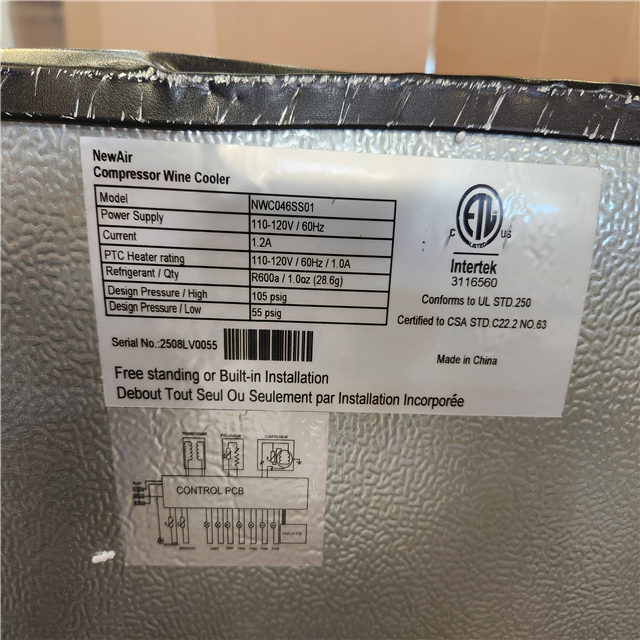 NewAir
Compressor Wine Cooler
Model NWC046SS01
Power Supply 110-120V / 60Hz
Current 1.2A
PTC Heater rating 110-120V / 60Hz / 1.0A
Refrigerant / Qty R600a / 1.0oz (28.6g)
Design Pressure / High 105 psig
Design Pressure / Low 55 psig
Serial No.:2508LV0055
Free standing or Built-in Installation
Debout Tout Seul Ou Seulement par Installation Incorporée
C ETL US
LISTED
Intertek
3116560
Conforms to UL STD.250
Certified to CSA STD.C22.2 NO.63
Made in China
COMPRESSOR
CONTROL PCB